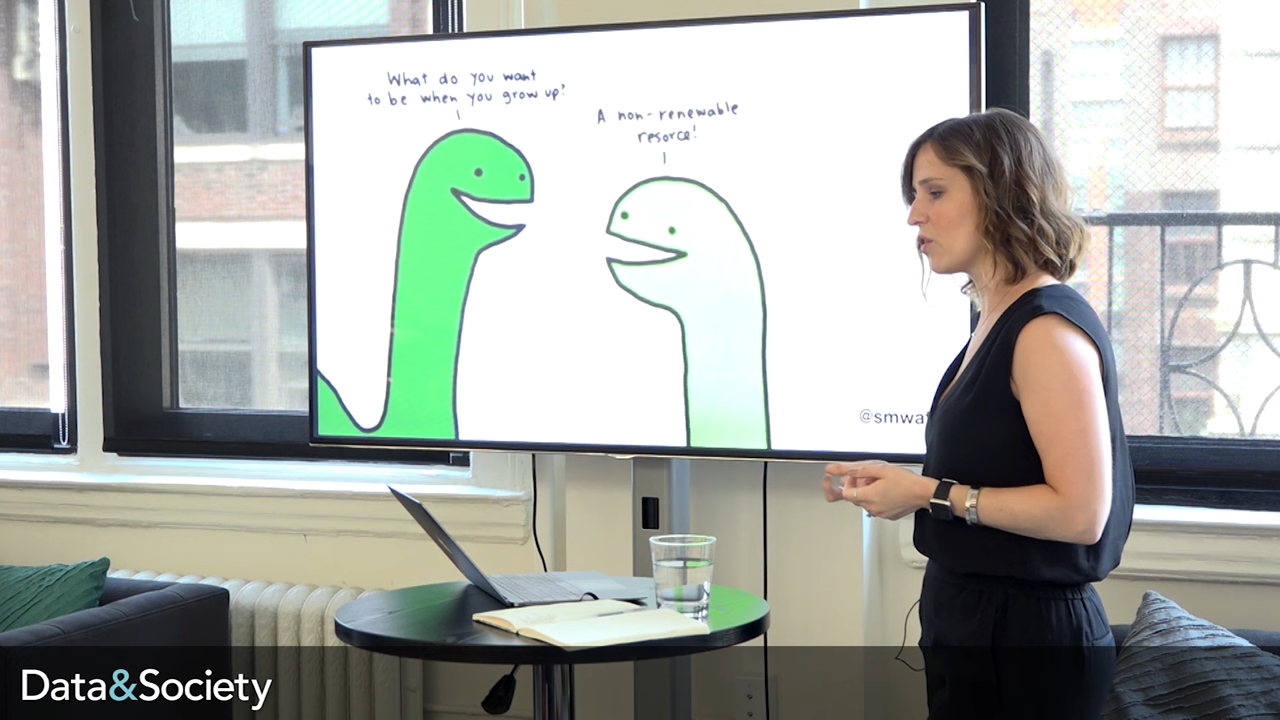 What do you want
to be when you grow up?
A non-renewable
resorce!
@smwat
Data&Society